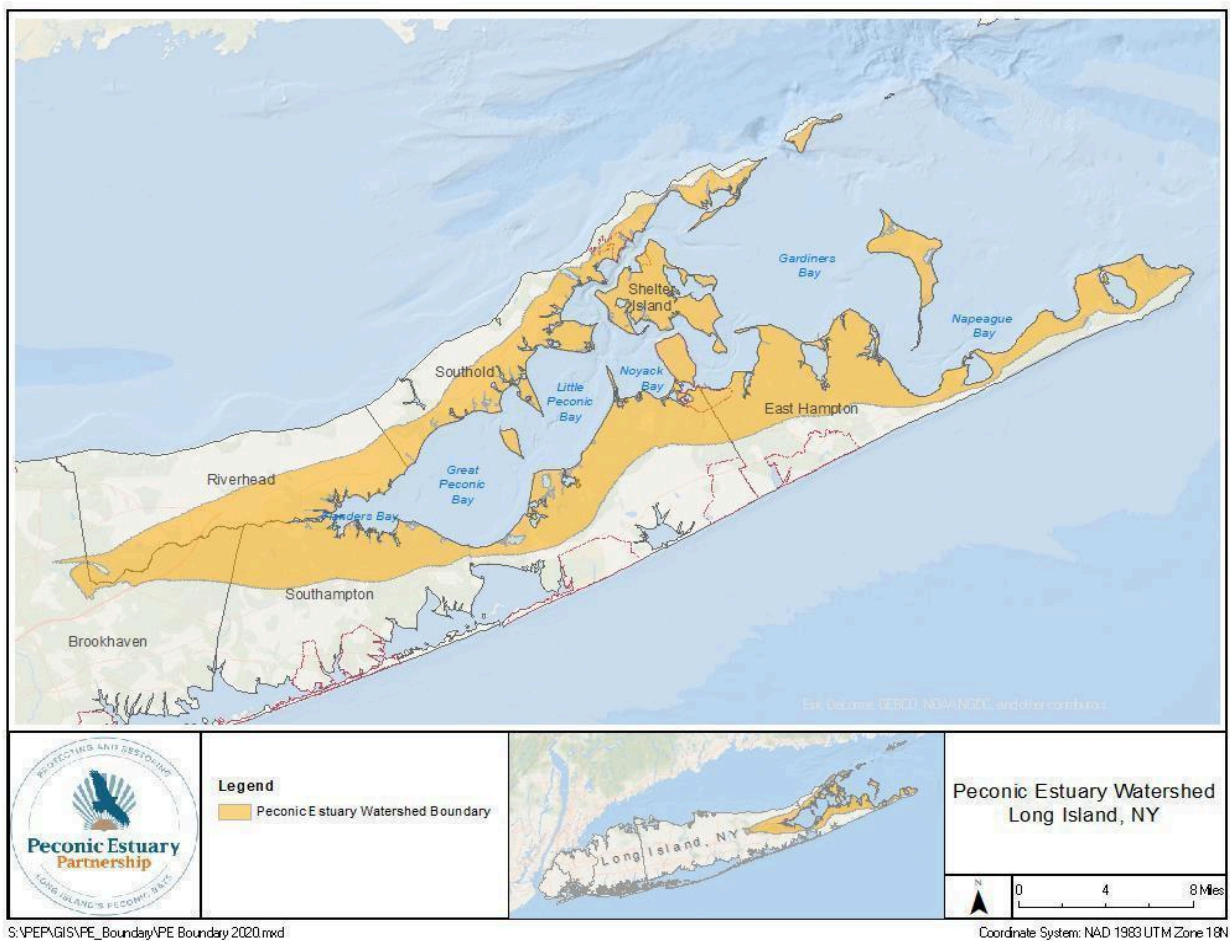 Gardiners
Bay
Shelter
Island
Napeague
Bay
Southold
Noyack
Bay
Little
Peconic
Bay
East Hampton
Riverhead
Great
Peconic
Bay
Flanders Bay
Southampton
Brookhaven
Esri, DeLorme, GEBCO, NOAA NGDC, and other contributors
PROTECTING AND RESTORING
Peconic Estuary
Partnership
LONG ISLAND'S PECONIC BAYS
Legend
Peconic Estuary Watershed Boundary
Long Island, NY
Peconic Estuary Watershed
Long Island, NY
N
0 4 8 Miles
S:\PEP\GIS\PE_Boundary\PE Boundary 2020.mxd
Coordinate System: NAD 1983 UTM Zone 18N